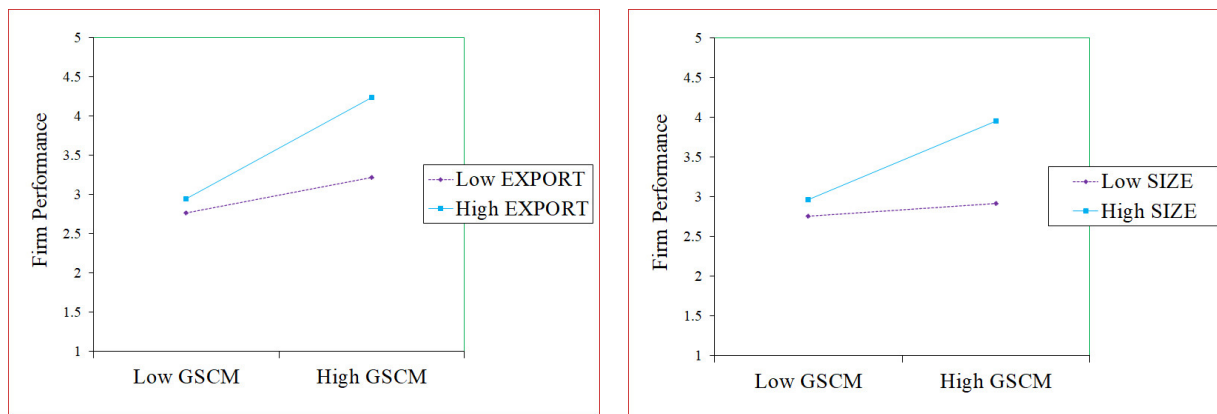 5
4.5
4
3.5
3
2.5
2
1.5
1
Firm Performance
Low GSCM High GSCM
Low EXPORT
High EXPORT
5
4.5
4
3.5
3
2.5
2
1.5
1
Firm Performance
Low GSCM High GSCM
Low SIZE
High SIZE